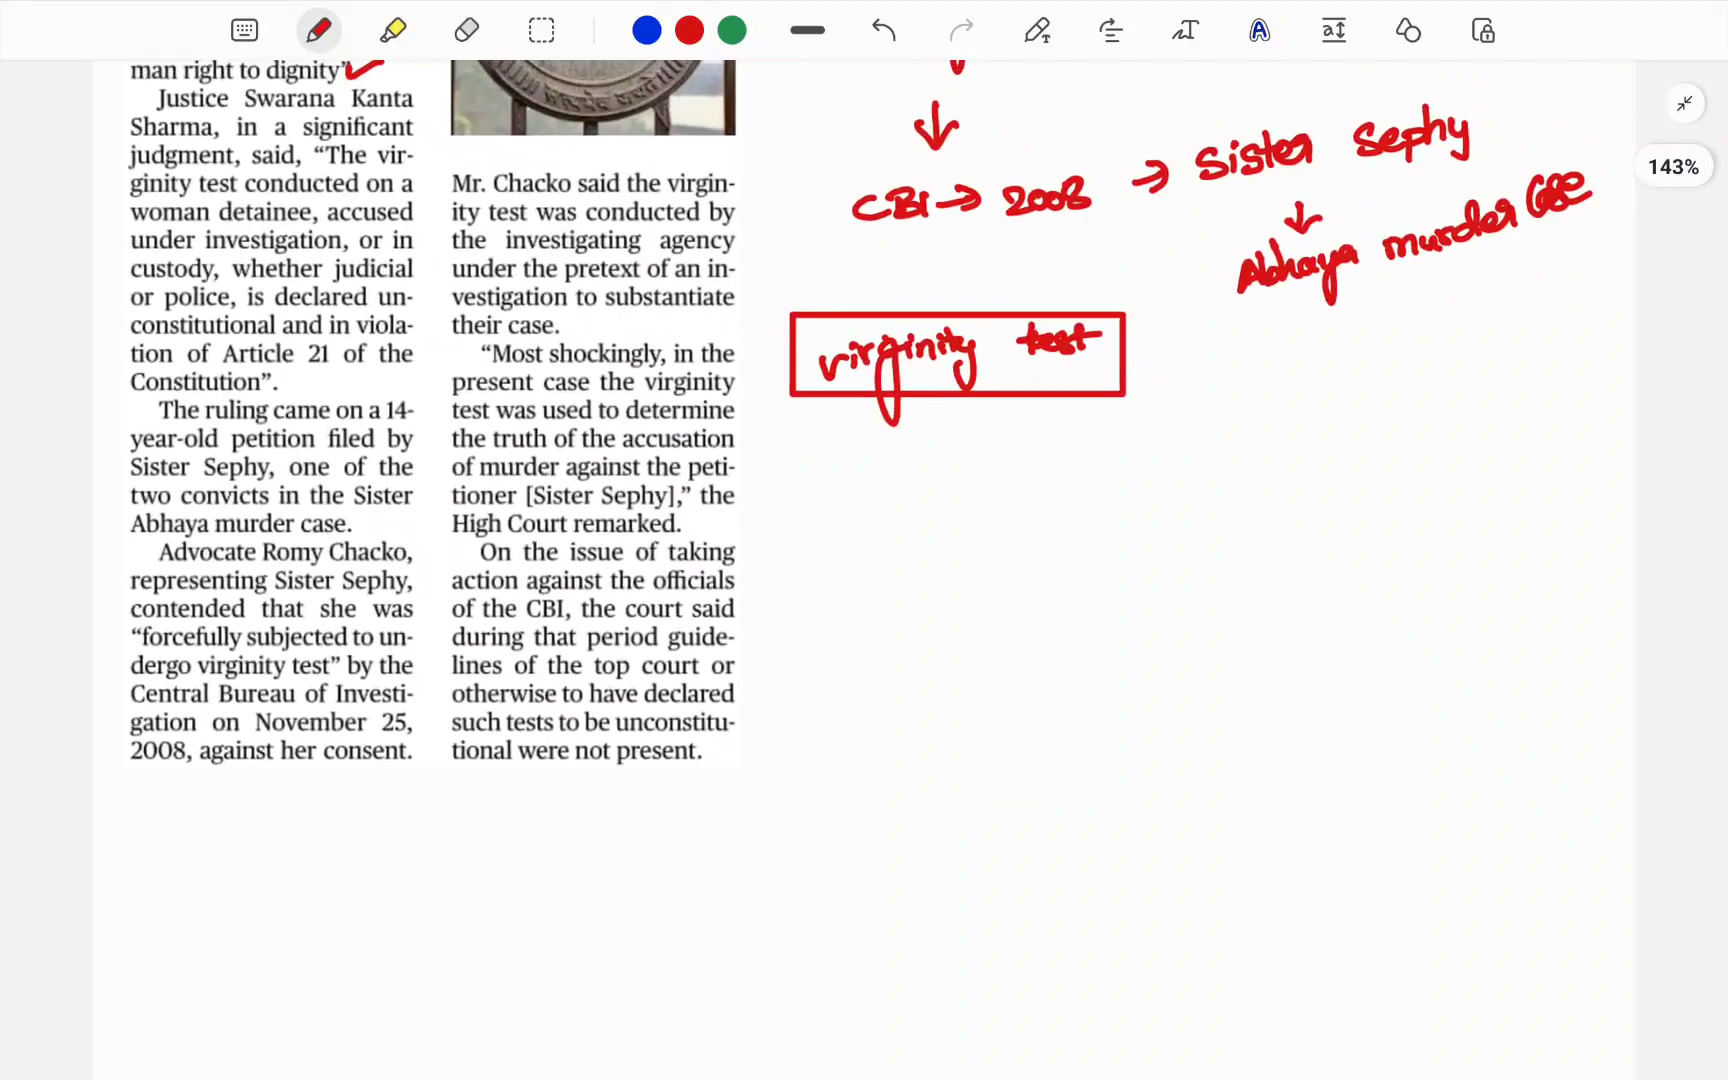 143%
man right to dignity”
Justice Swarana Kanta
Sharma, in a significant
judgment, said, “The vir-
ginity test conducted on a
woman detainee, accused
under investigation, or in
custody, whether judicial
or police, is declared un-
constitutional and in viola-
tion of Article 21 of the
Constitution”.
The ruling came on a 14-
year-old petition filed by
Sister Sephy, one of the
two convicts in the Sister
Abhaya murder case.
Advocate Romy Chacko,
representing Sister Sephy,
contended that she was
“forcefully subjected to un-
dergo virginity test” by the
Central Bureau of Investi-
gation on November 25,
2008, against her consent.
सत्यमेव जयते
Mr. Chacko said the virgin-
ity test was conducted by
the investigating agency
under the pretext of an in-
vestigation to substantiate
their case.
“Most shockingly, in the
present case the virginity
test was used to determine
the truth of the accusation
of murder against the peti-
tioner [Sister Sephy],” the
High Court remarked.
On the issue of taking
action against the officials
of the CBI, the court said
during that period guide-
lines of the top court or
otherwise to have declared
such tests to be unconstitu-
tional were not present.
CBI → 2008 → Sister Sephy
Abhaya murder case
virginity test